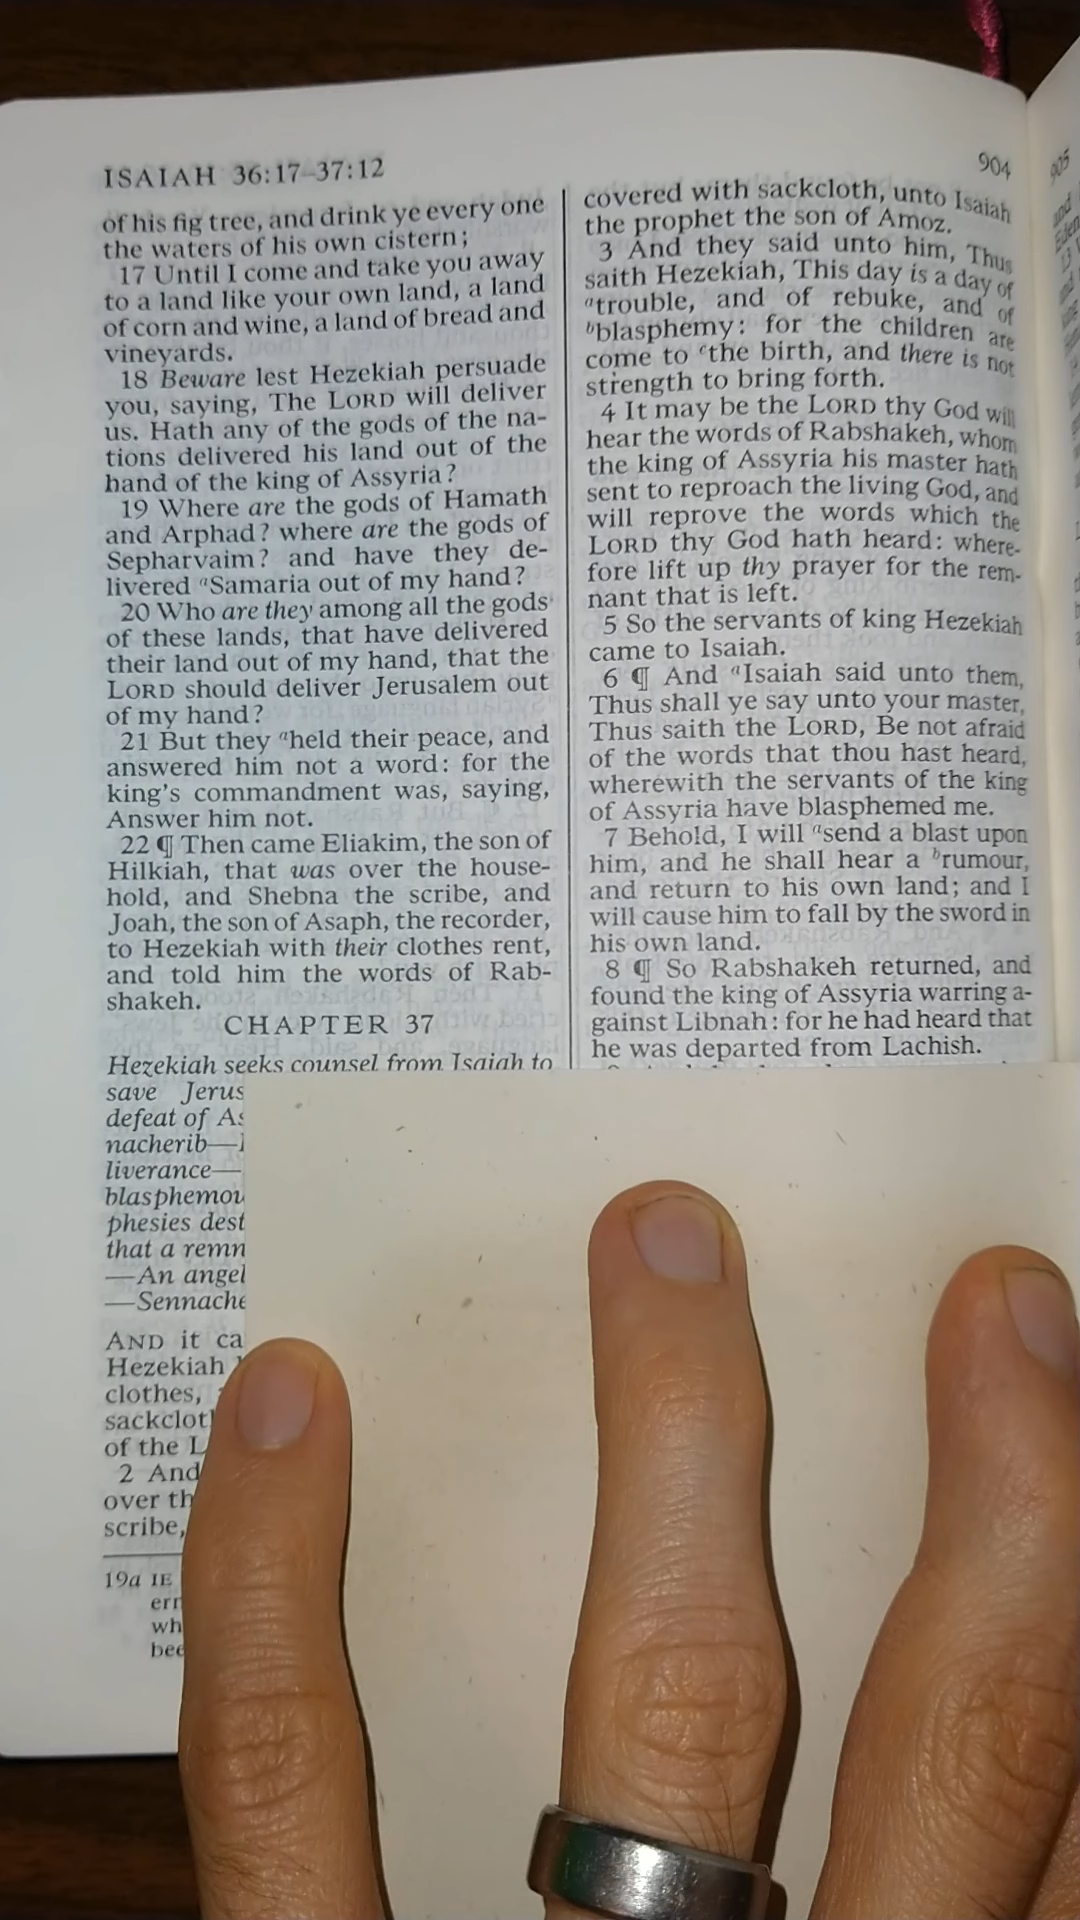 ISAIAH 36:17–37:12
904
of his fig tree, and drink ye every one
the waters of his own cistern;
17 Until I come and take you away
to a land like your own land, a land
of corn and wine, a land of bread and
vineyards.
18 Beware lest Hezekiah persuade
you, saying, The LORD will deliver
us. Hath any of the gods of the na-
tions delivered his land out of the
hand of the king of Assyria?
19 Where are the gods of Hamath
and Arphad? where are the gods of
Sepharvaim? and have they de-
livered aSamaria out of my hand?
20 Who are they among all the gods
of these lands, that have delivered
their land out of my hand, that the
LORD should deliver Jerusalem out
of my hand?
21 But they aheld their peace, and
answered him not a word: for the
king's commandment was, saying,
Answer him not.
22 ¶ Then came Eliakim, the son of
Hilkiah, that was over the house-
hold, and Shebna the scribe, and
Joah, the son of Asaph, the recorder,
to Hezekiah with their clothes rent,
and told him the words of Rab-
shakeh.
CHAPTER 37
Hezekiah seeks counsel from Isaiah to
save Jerus
defeat of As
nacherib—
liverance—
blasphemou
phesies dest
that a remn
—An angel
—Sennache
AND it ca
Hezekiah
clothes,
sackclot
of the L
2 And
over th
scribe,
19a IE
err
wh
bee
covered with sackcloth, unto Isaiah
the prophet the son of Amoz.
3 And they said unto him, Thus
saith Hezekiah, This day is a day of
atrouble, and of rebuke, and of
bblasphemy: for the children are
come to cthe birth, and there is not
strength to bring forth.
4 It may be the LORD thy God will
hear the words of Rabshakeh, whom
the king of Assyria his master hath
sent to reproach the living God, and
will reprove the words which the
LORD thy God hath heard: where-
fore lift up thy prayer for the rem-
nant that is left.
5 So the servants of king Hezekiah
came to Isaiah.
6 ¶ And aIsaiah said unto them,
Thus shall ye say unto your master,
Thus saith the LORD, Be not afraid
of the words that thou hast heard,
wherewith the servants of the king
of Assyria have blasphemed me.
7 Behold, I will asend a blast upon
him, and he shall hear a brumour,
and return to his own land; and I
will cause him to fall by the sword in
his own land.
8 ¶ So Rabshakeh returned, and
found the king of Assyria warring a-
gainst Libnah: for he had heard that
he was departed from Lachish.
905